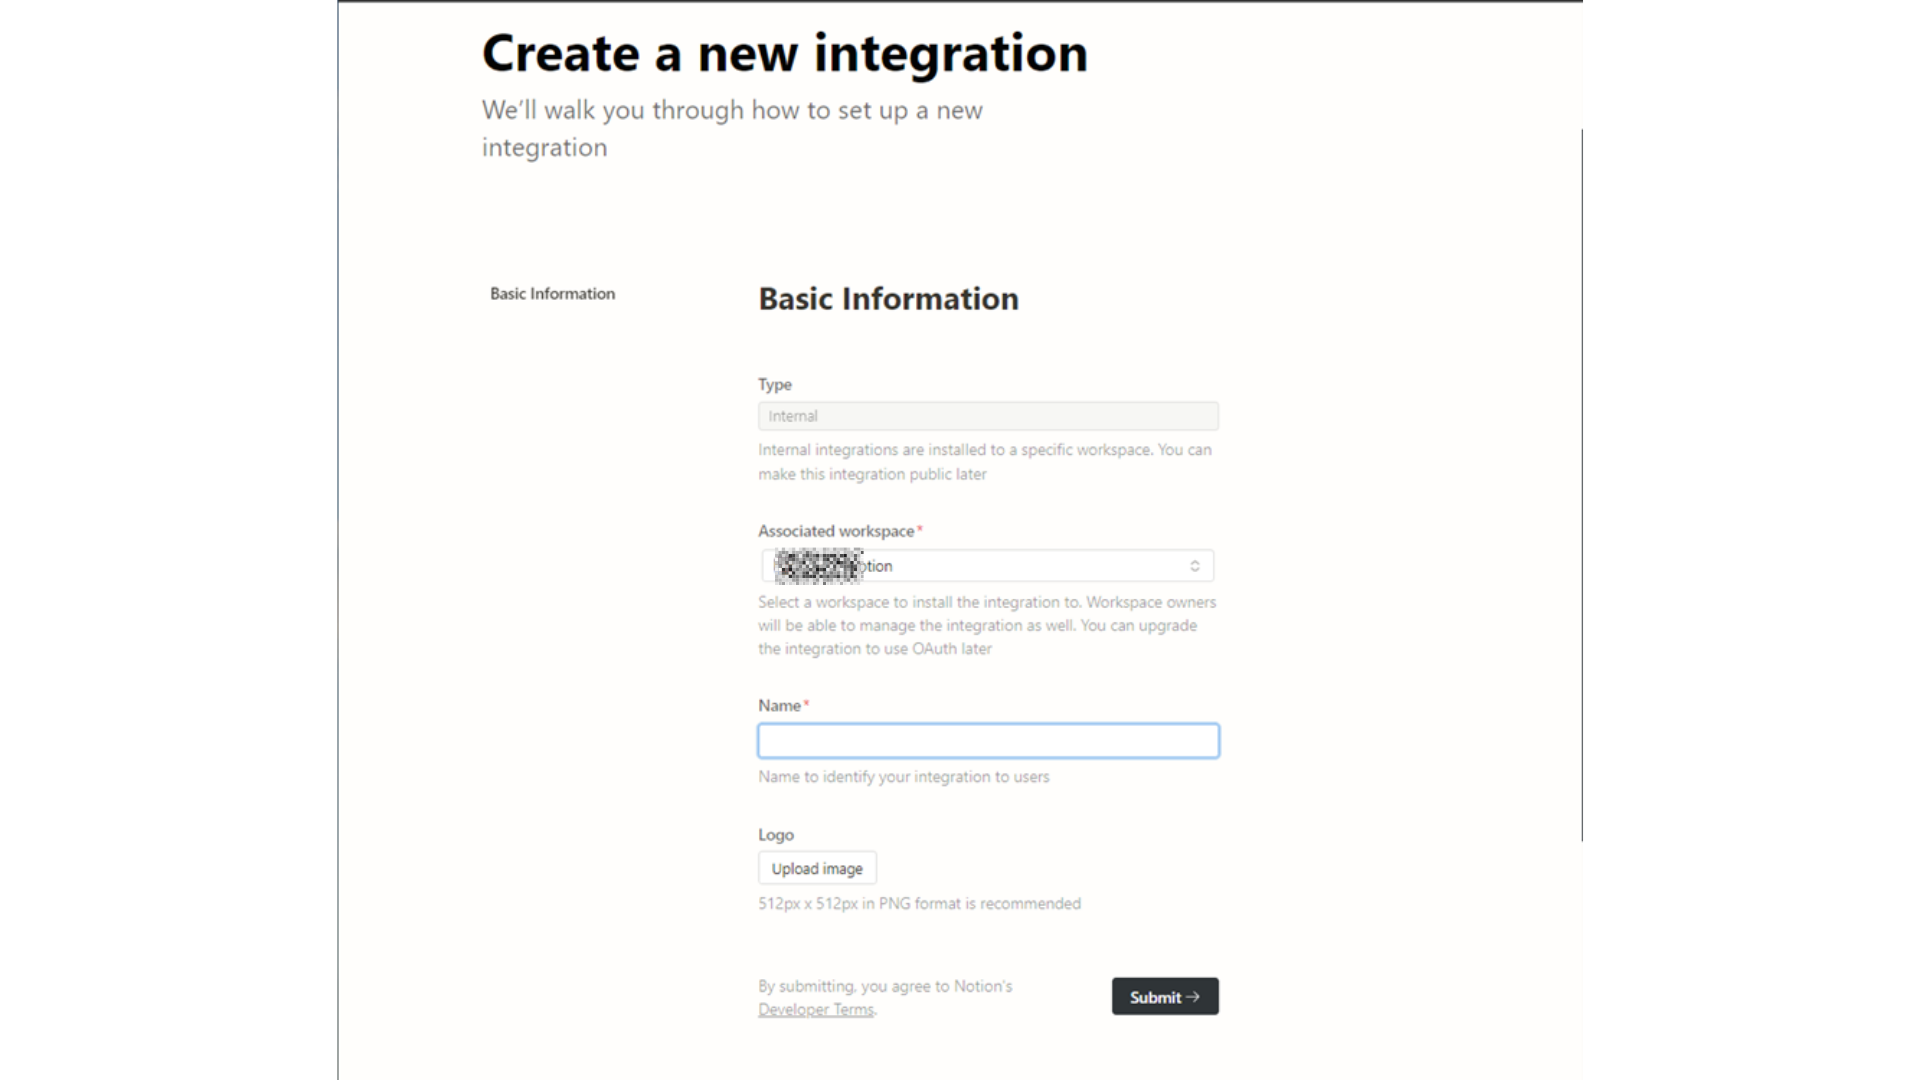 Create a new integration
We'll walk you through how to set up a new
integration
Basic Information
Basic Information
Type
Internal
Internal integrations are installed to a specific workspace. You can
make this integration public later
Associated workspace*
Select a workspace to install the integration to. Workspace owners
will be able to manage the integration as well. You can upgrade
the integration to use OAuth later
Name*
Name to identify your integration to users
Logo
Upload image
512px x 512px in PNG format is recommended
By submitting, you agree to Notion's
Developer Terms.
Submit →